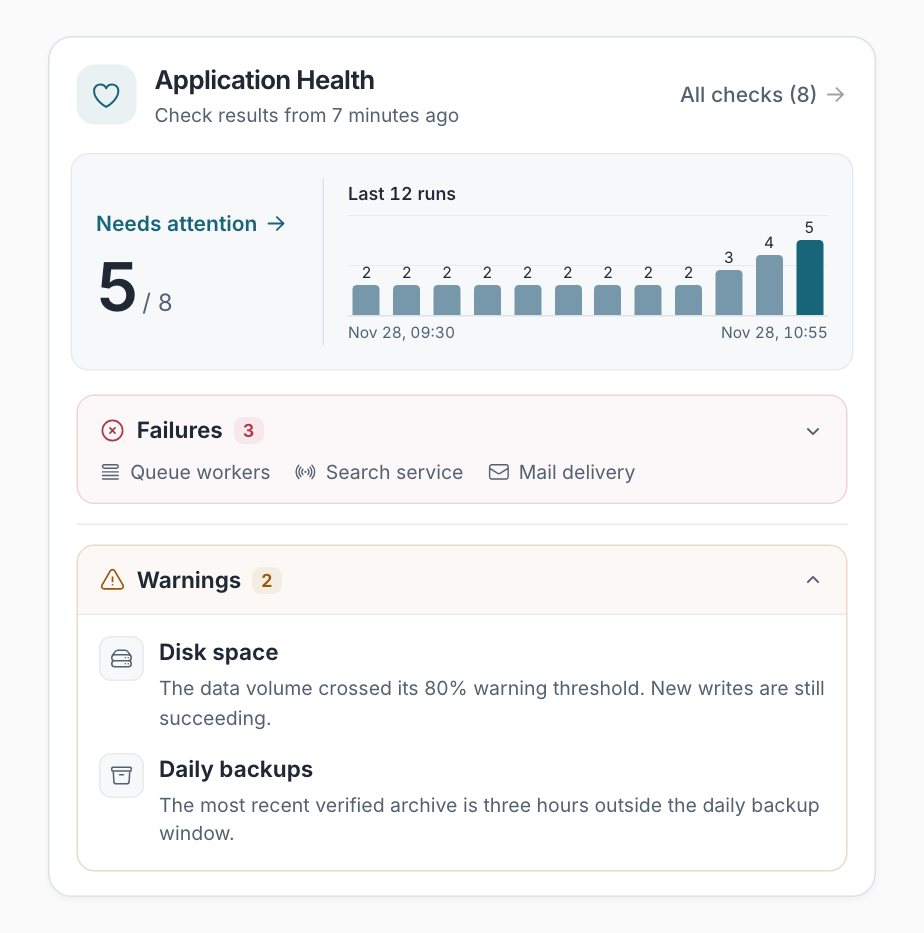 Application Health
Check results from 7 minutes ago
All checks (8)
Needs attention
5 / 8
Last 12 runs
2 2 2 2 2 2 2 2 2 3 4 5
Nov 28, 09:30 Nov 28, 10:55
Failures 3
Queue workers Search service Mail delivery
Warnings 2
Disk space
The data volume crossed its 80% warning threshold. New writes are still
succeeding.
Daily backups
The most recent verified archive is three hours outside the daily backup
window.